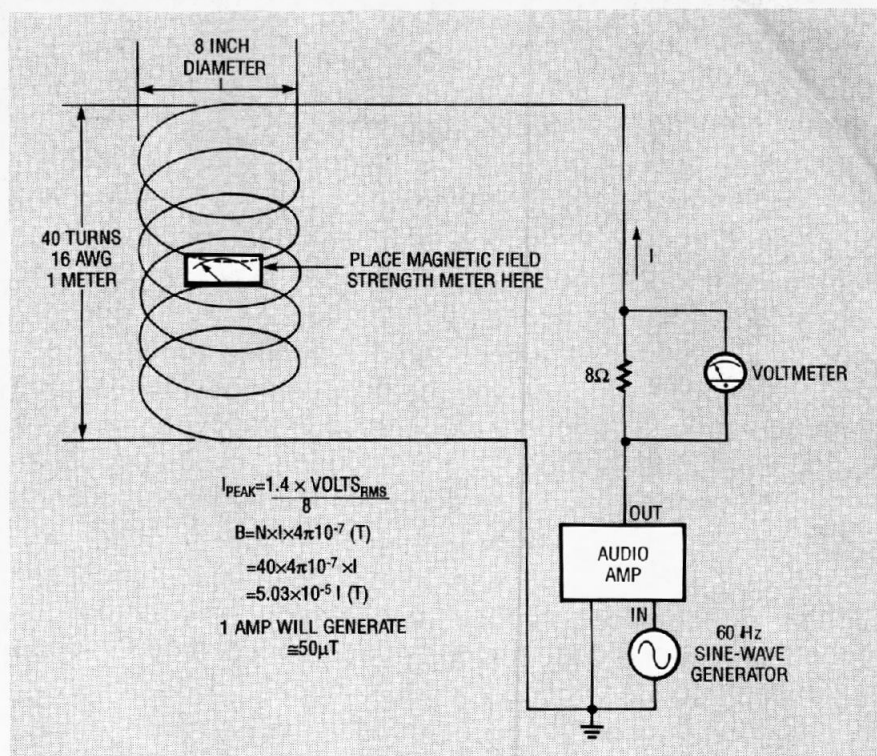 8 INCH
DIAMETER
40 TURNS
16 AWG
1 METER
PLACE MAGNETIC FIELD
STRENGTH METER HERE
I
8Ω
VOLTMETER
I_PEAK=1.4 × VOLTS_RMS
8
B=N×I×4π10⁻⁷ (T)
=40×4π10⁻⁷ ×I
=5.03×10⁻⁵ I (T)
1 AMP WILL GENERATE
≅50μT
OUT
AUDIO
AMP
IN
60 Hz
SINE-WAVE
GENERATOR